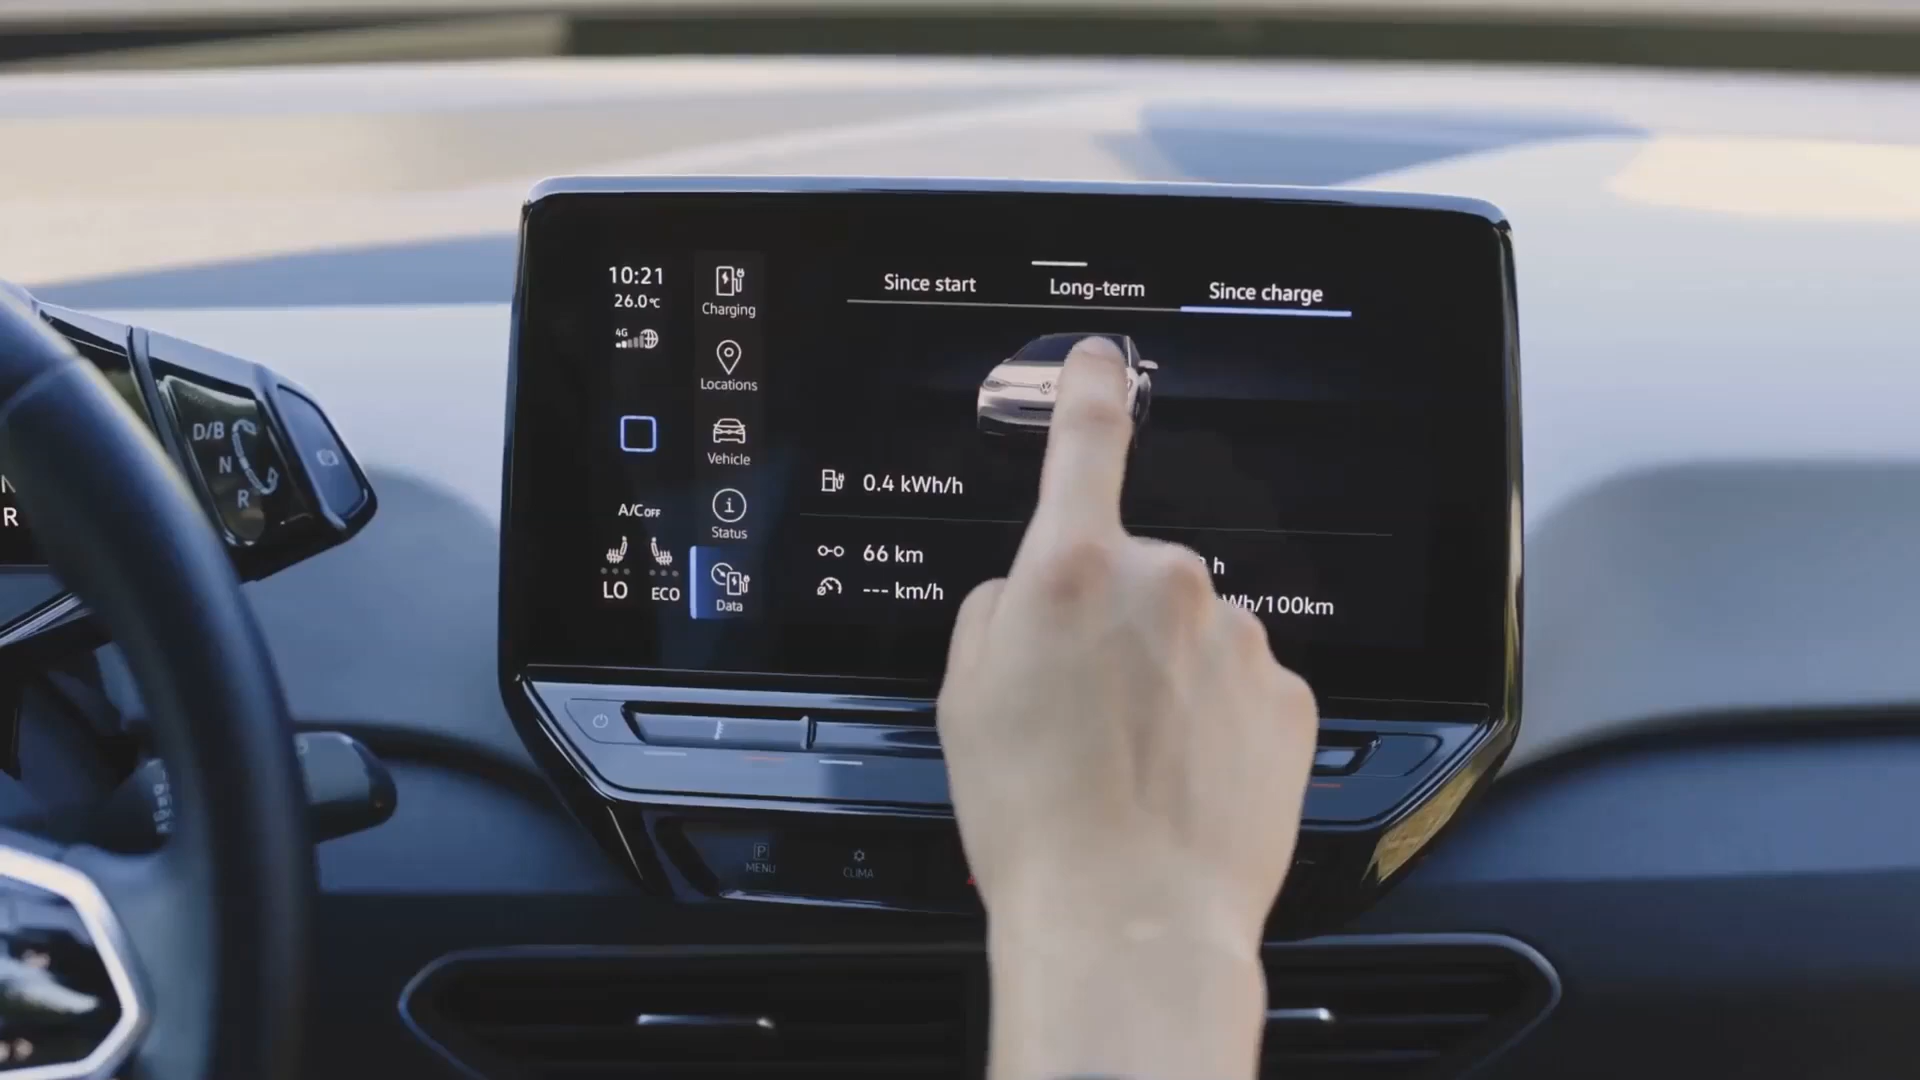 10:21
26.0°C
4G
A/C OFF
LO
ECO
Charging
Locations
Vehicle
Status
Data
Since start
Long-term
Since charge
0.4 kWh/h
66 km
--- km/h
h
Wh/100km
D/B
N
R
R
P
MENU
CLIMA